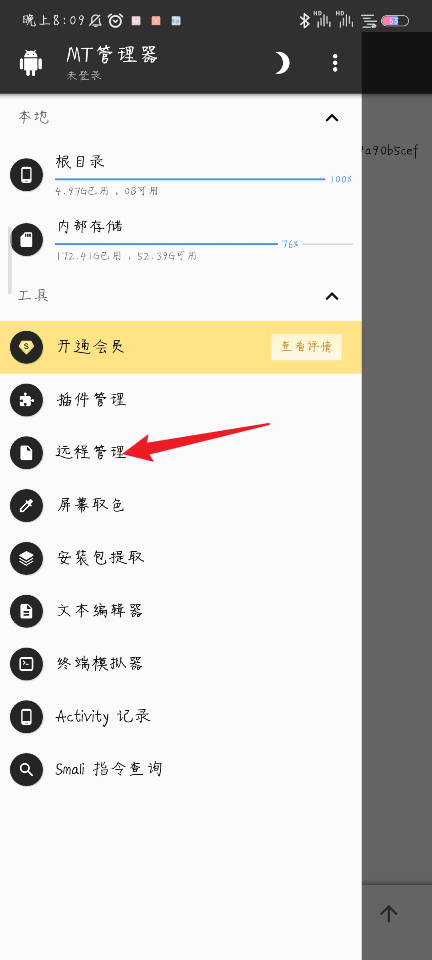 晚上8:09
HD
HD
55
MT管理器
未登录
本地
根目录
100%
4.97G已用，0B可用
内部存储
76%
172.41G已用，52.39G可用
工具
开通会员
查看详情
插件管理
远程管理
屏幕取色
安装包提取
文本编辑器
终端模拟器
Activity 记录
Smali 指令查询
a90b5cef